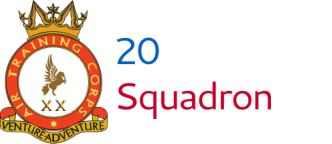 AIR TRAINING CORPS
XX
VENTURE ADVENTURE
20
Squadron